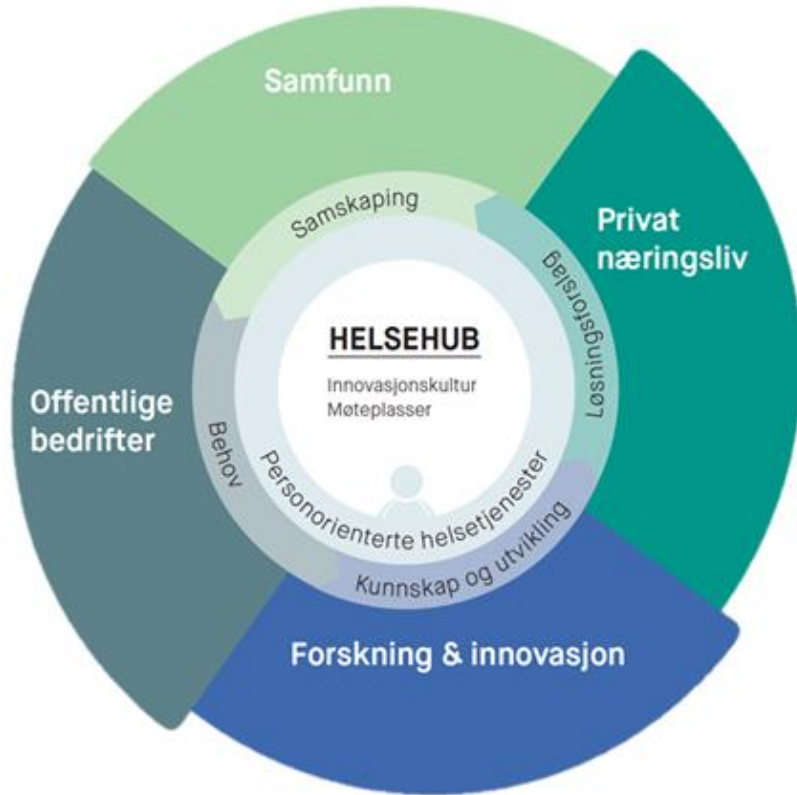 Samfunn
Privat
næringsliv
Samskaping
Løsningsforslag
HELSEHUB
Innovasjonskultur
Møteplasser
Offentlige
bedrifter
Behov
Personorienterte helsetjenester
Kunnskap og utvikling
Forskning & innovasjon